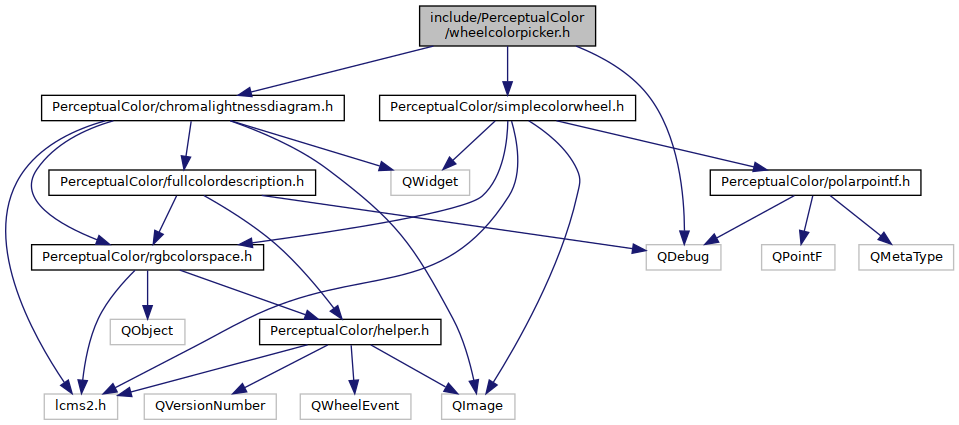 include/PerceptualColor
/wheelcolorpicker.h
PerceptualColor/chromalightnessdiagram.h
PerceptualColor/simplecolorwheel.h
PerceptualColor/fullcolordescription.h
QWidget
PerceptualColor/polarpointf.h
PerceptualColor/rgbcolorspace.h
QDebug
QPointF
QMetaType
QObject
PerceptualColor/helper.h
lcms2.h
QVersionNumber
QWheelEvent
QImage